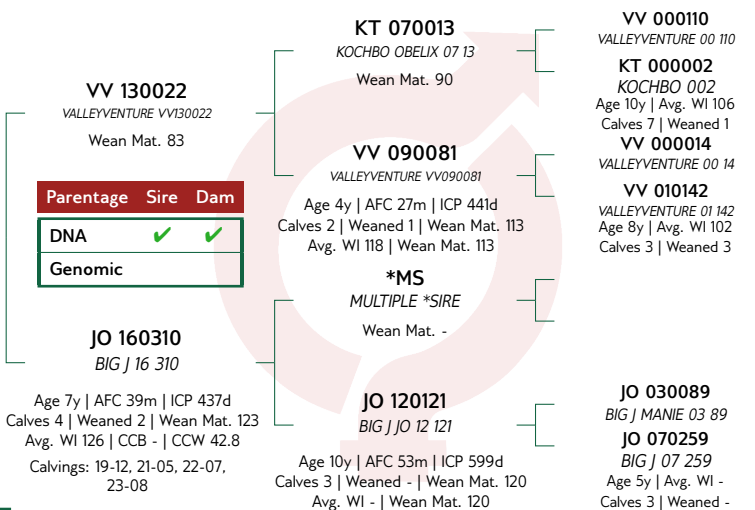 VV 130022
VALLEYVENTURE VV130022
Wean Mat. 83
Parentage Sire Dam
DNA ✔ ✔
Genomic
JO 160310
BIG J 16 310
Age 7y | AFC 39m | ICP 437d
Calves 4 | Weaned 2 | Wean Mat. 123
Avg. WI 126 | CCB - | CCW 42.8
Calvings: 19-12, 21-05, 22-07,
23-08
KT 070013
KOCHBO OBELIX 07 13
Wean Mat. 90
VV 090081
VALLEYVENTURE VV090081
Age 4y | AFC 27m | ICP 441d
Calves 2 | Weaned 1 | Wean Mat. 113
Avg. WI 118 | Wean Mat. 113
*MS
MULTIPLE *SIRE
Wean Mat. -
JO 120121
BIG J JO 12 121
Age 10y | AFC 53m | ICP 599d
Calves 3 | Weaned - | Wean Mat. 120
Avg. WI - | Wean Mat. 120
VV 000110
VALLEYVENTURE 00 110
KT 000002
KOCHBO 002
Age 10y | Avg. WI 106
Calves 7 | Weaned 1
VV 000014
VALLEYVENTURE 00 14
VV 010142
VALLEYVENTURE 01 142
Age 8y | Avg. WI 102
Calves 3 | Weaned 3
JO 030089
BIG J MANIE 03 89
JO 070259
BIG J 07 259
Age 5y | Avg. WI -
Calves 3 | Weaned -